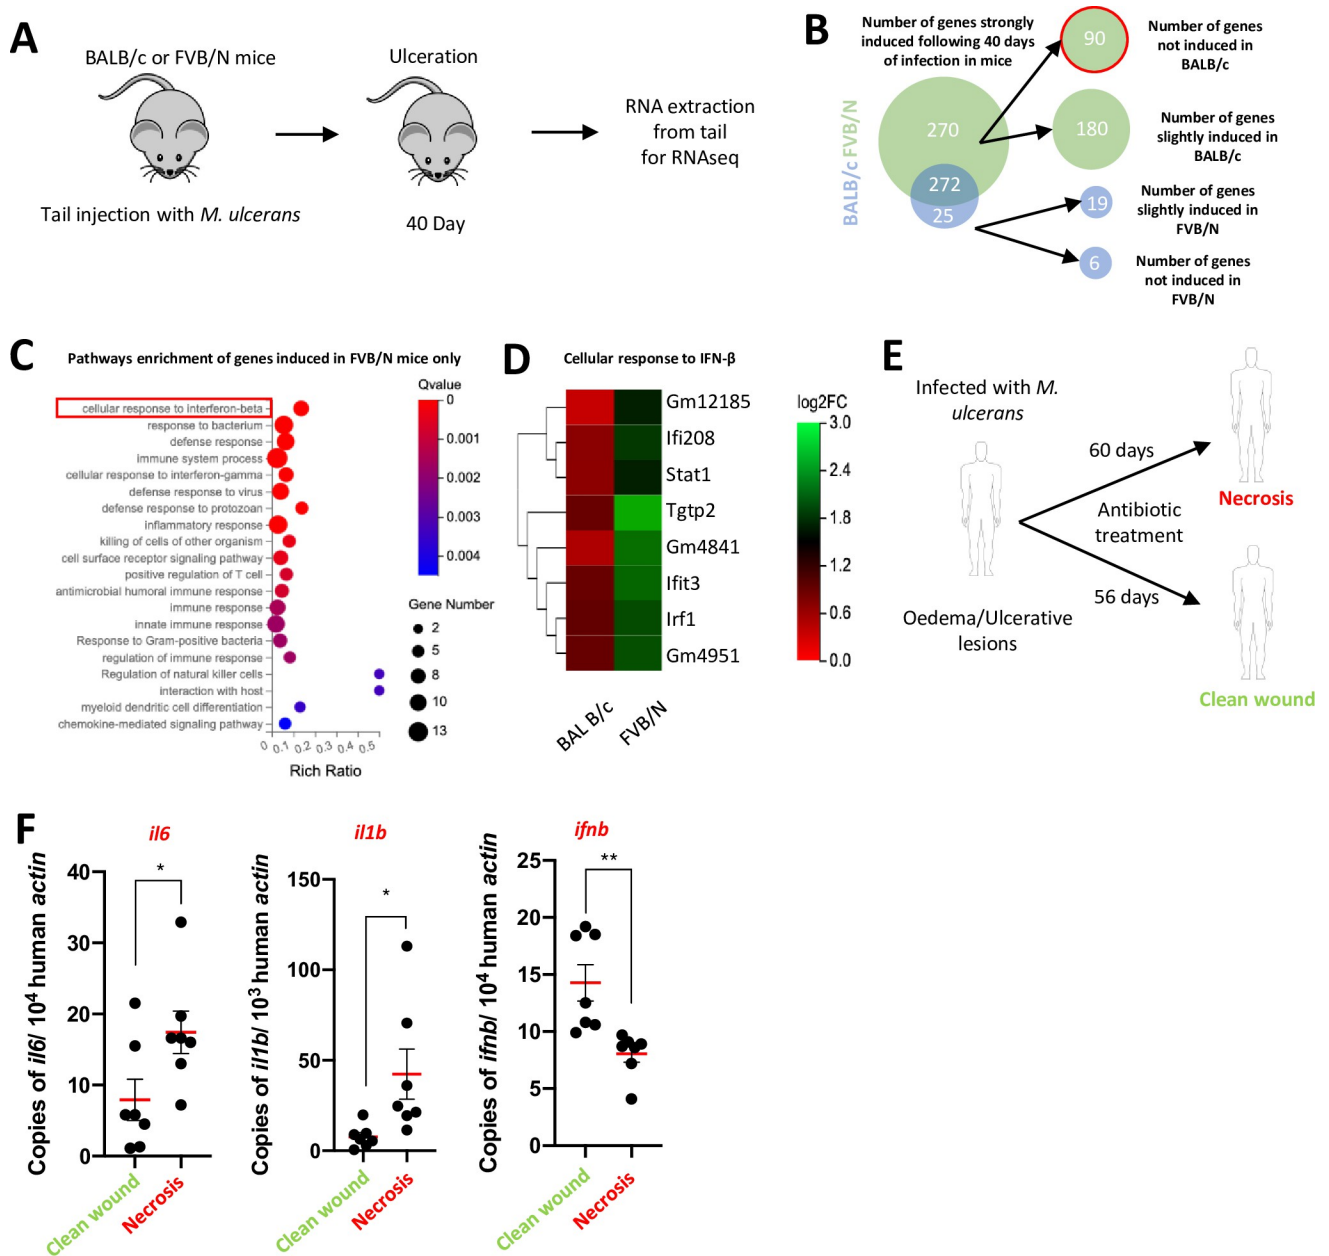 A
BALB/c or FVB/N mice
Ulceration
RNA extraction
from tail
for RNAseq
Tail injection with M. ulcerans
40 Day
B
Number of genes strongly
induced following 40 days
of infection in mice
BALB/c FVB/N
270
272
25
90
Number of genes
not induced in
BALB/c
180
Number of genes
slightly induced in
BALB/c
19
Number of genes
slightly induced in
FVB/N
6
Number of genes
not induced in
FVB/N
C
Pathways enrichment of genes induced in FVB/N mice only
cellular response to interferon-beta
response to bacterium
defense response
immune system process
cellular response to interferon-gamma
defense response to virus
defense response to protozoan
inflammatory response
killing of cells of other organism
cell surface receptor signaling pathway
positive regulation of T cell
antimicrobial humoral immune response
immune response
innate immune response
Response to Gram-positive bacteria
regulation of immune response
Regulation of natural killer cells
interaction with host
myeloid dendritic cell differentiation
chemokine-mediated signaling pathway
0 0.1 0.2 0.3 0.4 0.5
Rich Ratio
Qvalue
0
0.001
0.002
0.003
0.004
Gene Number
2
5
8
10
13
D
Cellular response to IFN-β
Gm12185
Ifi208
Stat1
Tgtp2
Gm4841
Ifit3
Irf1
Gm4951
BAL B/c
FVB/N
log2FC
3.0
2.4
1.8
1.2
0.6
0.0
E
Infected with M.
ulcerans
Oedema/Ulcerative
lesions
60 days
Antibiotic
treatment
56 days
Necrosis
Clean wound
F
il6
*
Copies of il6/ 10⁴ human actin
40
30
20
10
0
Clean wound
Necrosis
il1b
*
Copies of il1b/ 10³ human actin
150
100
50
0
Clean wound
Necrosis
ifnb
**
Copies of ifnb/ 10⁴ human actin
25
20
15
10
5
0
Clean wound
Necrosis